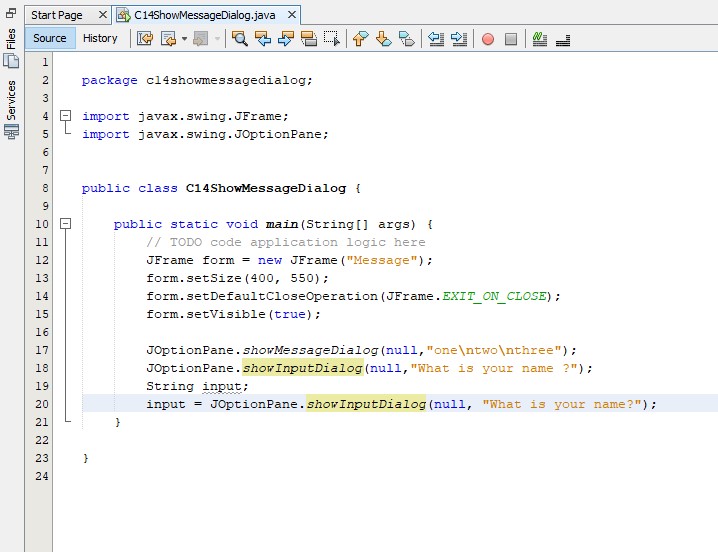 Start Page
C14ShowMessageDialog.java
Files
Services
Source History
1
2 package c14showmessagedialog;
3
4 import javax.swing.JFrame;
5 import javax.swing.JOptionPane;
6
7
8 public class C14ShowMessageDialog {
9
10 public static void main(String[] args) {
11 // TODO code application logic here
12 JFrame form = new JFrame("Message");
13 form.setSize(400, 550);
14 form.setDefaultCloseOperation(JFrame.EXIT_ON_CLOSE);
15 form.setVisible(true);
16
17 JOptionPane.showMessageDialog(null,"one\ntwo\nthree");
18 JOptionPane.showInputDialog(null,"What is your name ?");
19 String input;
20 input = JOptionPane.showInputDialog(null, "What is your name?");
21 }
22
23 }
24